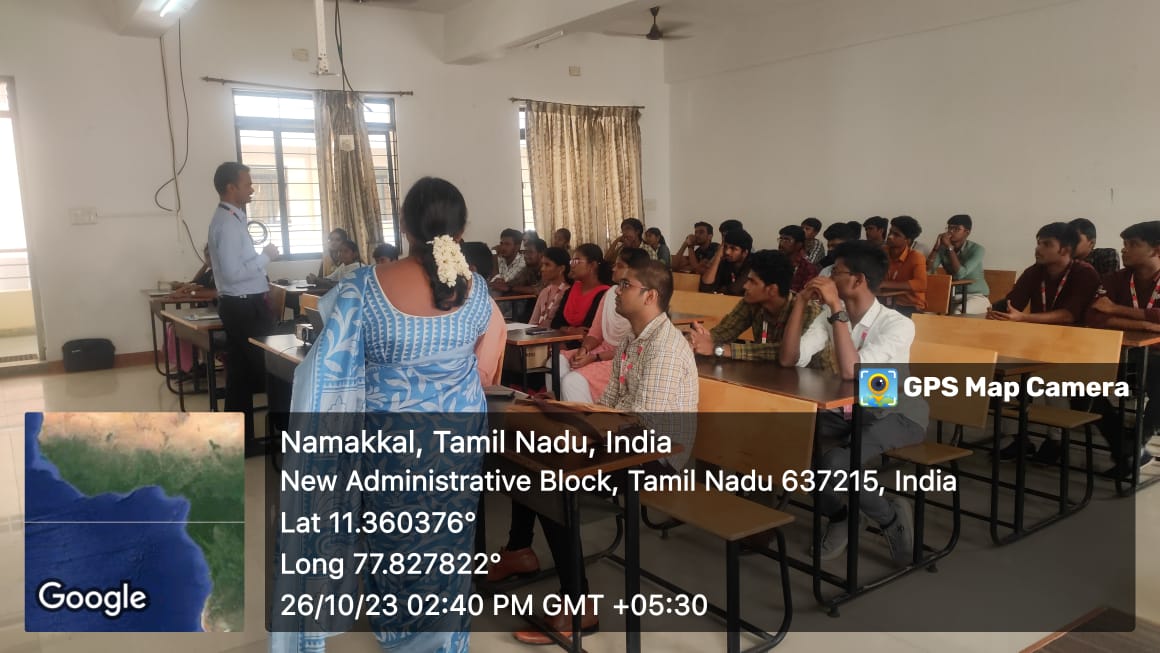 GPS Map Camera
Namakkal, Tamil Nadu, India
New Administrative Block, Tamil Nadu 637215, India
Lat 11.360376°
Long 77.827822°
26/10/23 02:40 PM GMT +05:30
Google